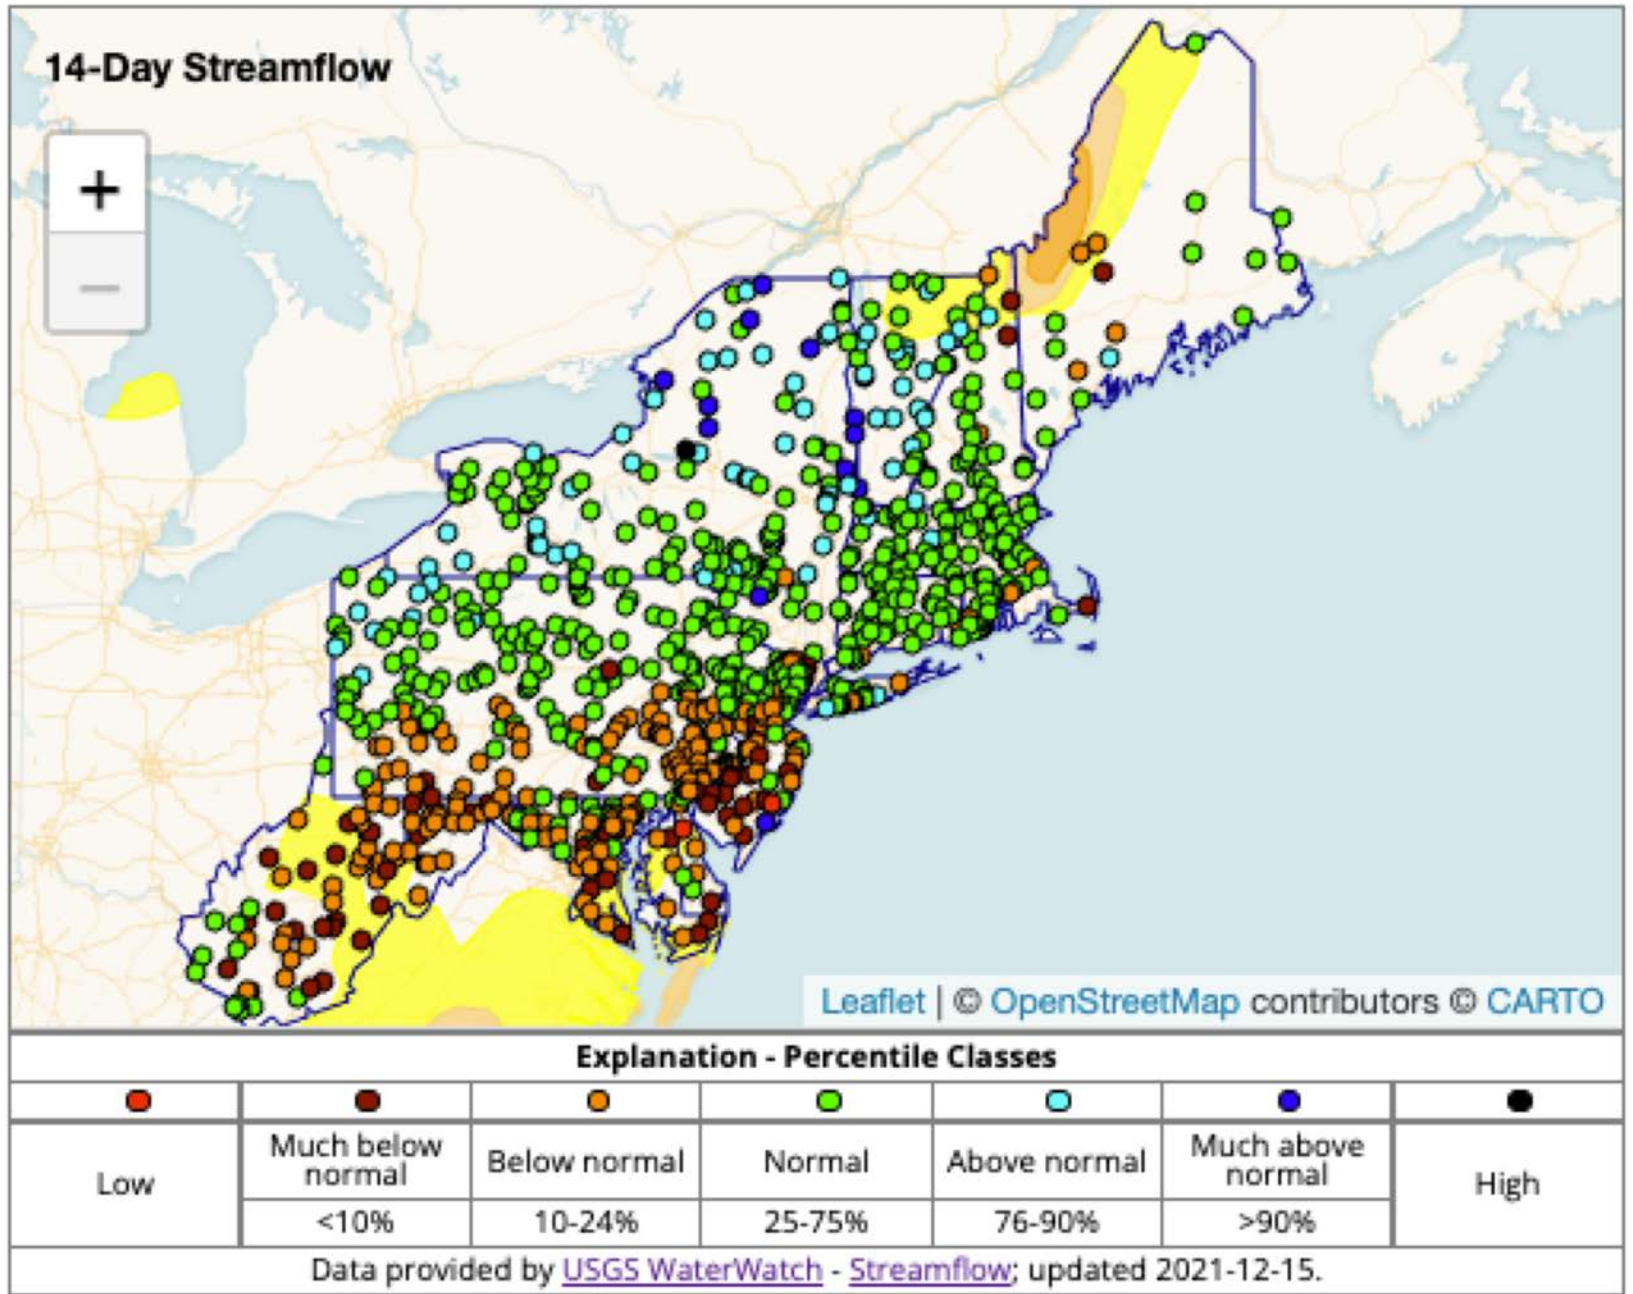 14-Day Streamflow
+
−
Leaflet | © OpenStreetMap contributors © CARTO
Explanation - Percentile Classes
Low
Much below normal
Below normal
Normal
Above normal
Much above normal
High
<10%
10-24%
25-75%
76-90%
>90%
Data provided by USGS WaterWatch - Streamflow; updated 2021-12-15.